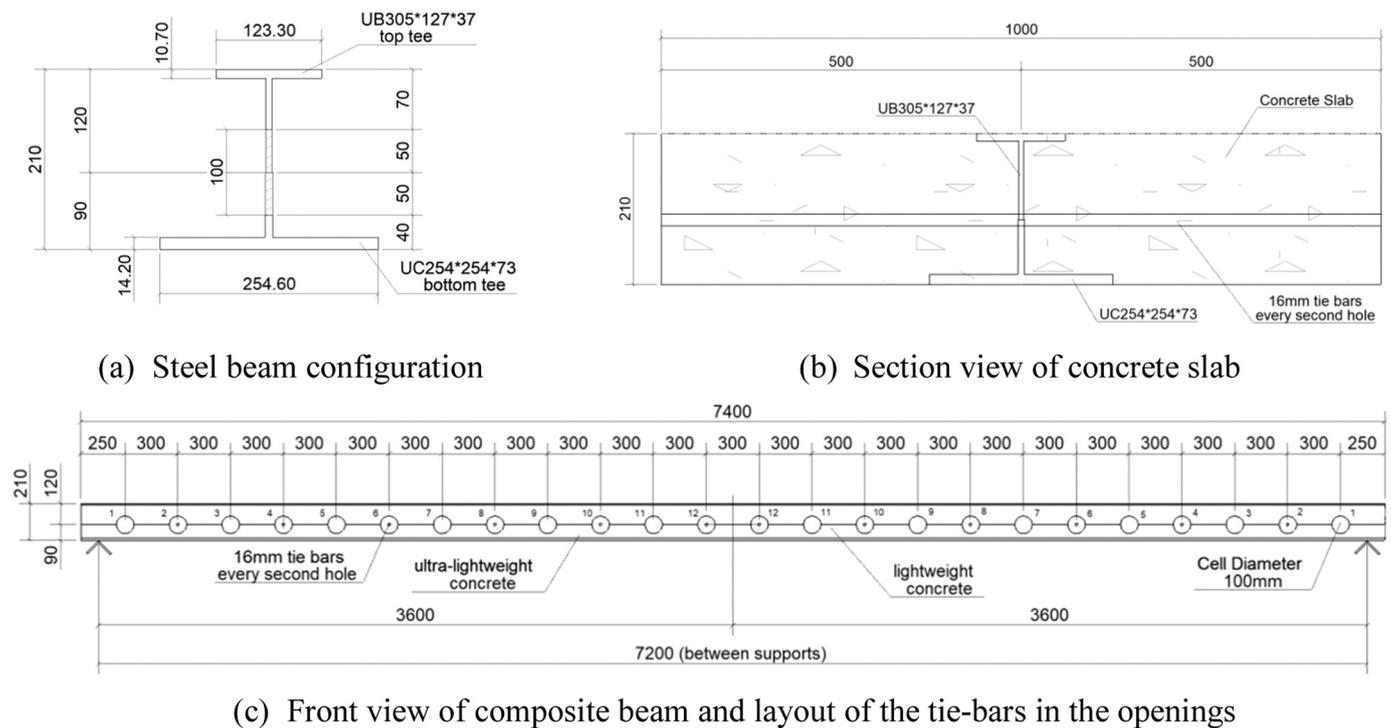 UB305*127*37
top tee
123.30
10.70
210
120
90
100
70
50
50
40
14.20
254.60
UC254*254*73
bottom tee
(a) Steel beam configuration
1000
500
500
UB305*127*37
Concrete Slab
210
16mm tie bars
every second hole
UC254*254*73
(b) Section view of concrete slab
7400
250 300 300 300 300 300 300 300 300 300 300 300 300 300 300 300 300 300 300 300 300 300 300 300 250
210
120
90
1 2 3 4 5 6 7 8 9 10 11 12 12 11 10 9 8 7 6 5 4 3 2 1
16mm tie bars
every second hole
ultra-lightweight
concrete
lightweight
concrete
Cell Diameter
100mm
3600
3600
7200 (between supports)
(c) Front view of composite beam and layout of the tie-bars in the openings